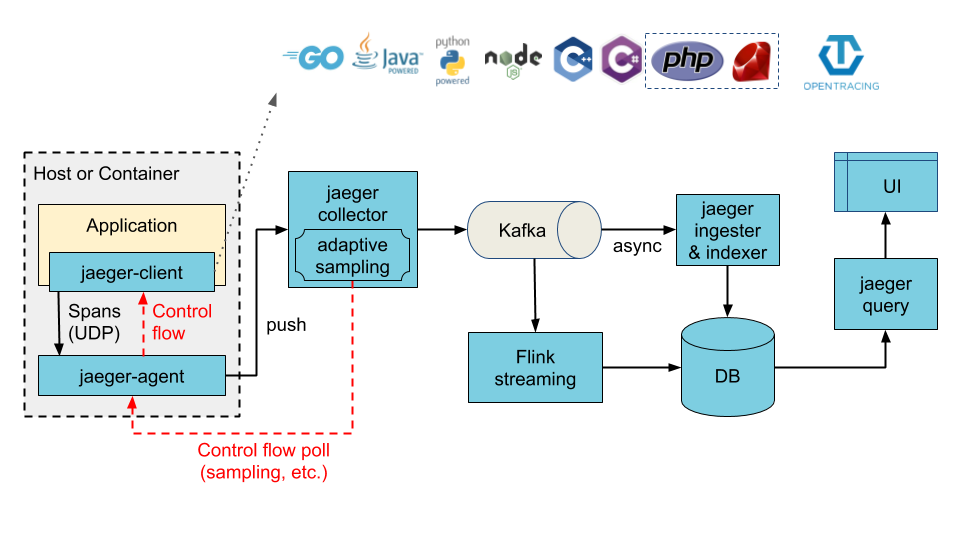 GO
Java
POWERED
python
powered
node
JS
C++
C#
php
OPENTRACING
Host or Container
Application
jaeger-client
Spans
(UDP)
Control
flow
jaeger-agent
push
jaeger
collector
adaptive
sampling
Control flow poll
(sampling, etc.)
Kafka
async
jaeger
ingester
& indexer
Flink
streaming
DB
UI
jaeger
query